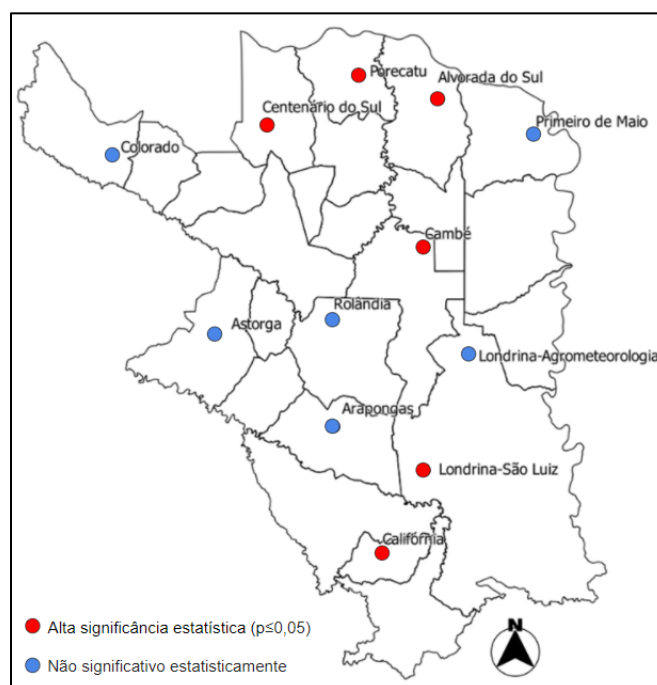 Porecatu
Alvorada do Sul
Centenário do Sul
Primeiro de Maio
Colorado
Cambé
Rolândia
Astorga
Londrina-Agrometeorologia
Arapongas
Londrina-São Luiz
Califórnia
Alta significância estatística (p≤0,05)
N
Não significativo estatisticamente